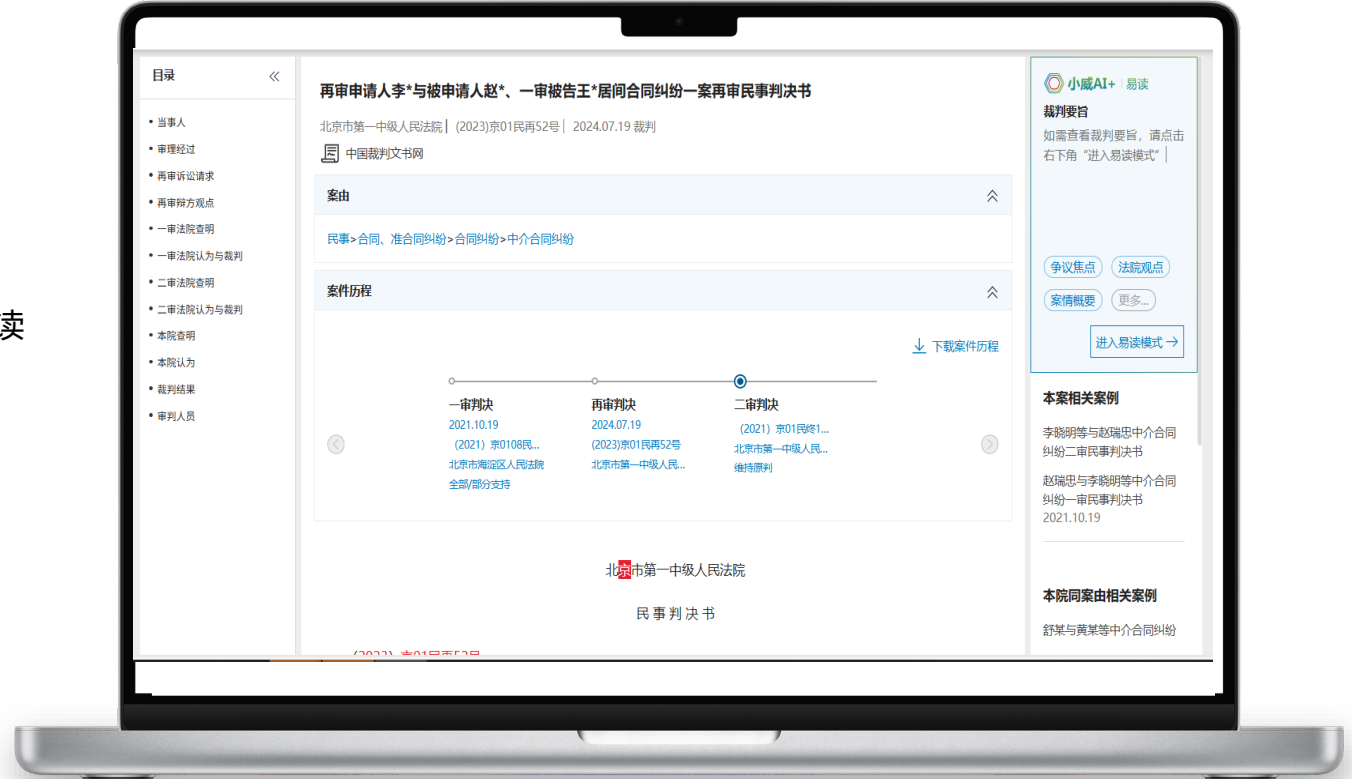 读
目录
当事人
审理经过
再审诉讼请求
再审辩方观点
一审法院查明
一审法院认为与裁判
二审法院查明
二审法院认为与裁判
本院查明
本院认为
裁判结果
审判人员
再审申请人李*与被申请人赵*、一审被告王*居间合同纠纷一案再审民事判决书
北京市第一中级人民法院 | (2023)京01民再52号 | 2024.07.19 裁判
中国裁判文书网
案由
民事>合同、准合同纠纷>合同纠纷>中介合同纠纷
案件历程
下载案件历程
一审判决
2021.10.19
（2021）京0108民...
北京市海淀区人民法院
全部/部分支持
再审判决
2024.07.19
(2023)京01民再52号
北京市第一中级人民...
二审判决
（2021）京01民终1...
北京市第一中级人民...
维持原判
北京市第一中级人民法院
民事判决书
（2023）京01民再52号
小威AI+ 易读
裁判要旨
如需查看裁判要旨，请点击
右下角“进入易读模式”
争议焦点
法院观点
案情概要
更多...
进入易读模式
本案相关案例
李晓明等与赵瑞忠中介合同
纠纷二审民事判决书
赵瑞忠与李晓明等中介合同
纠纷一审民事判决书
2021.10.19
本院同案由相关案例
舒某与黄某等中介合同纠纷